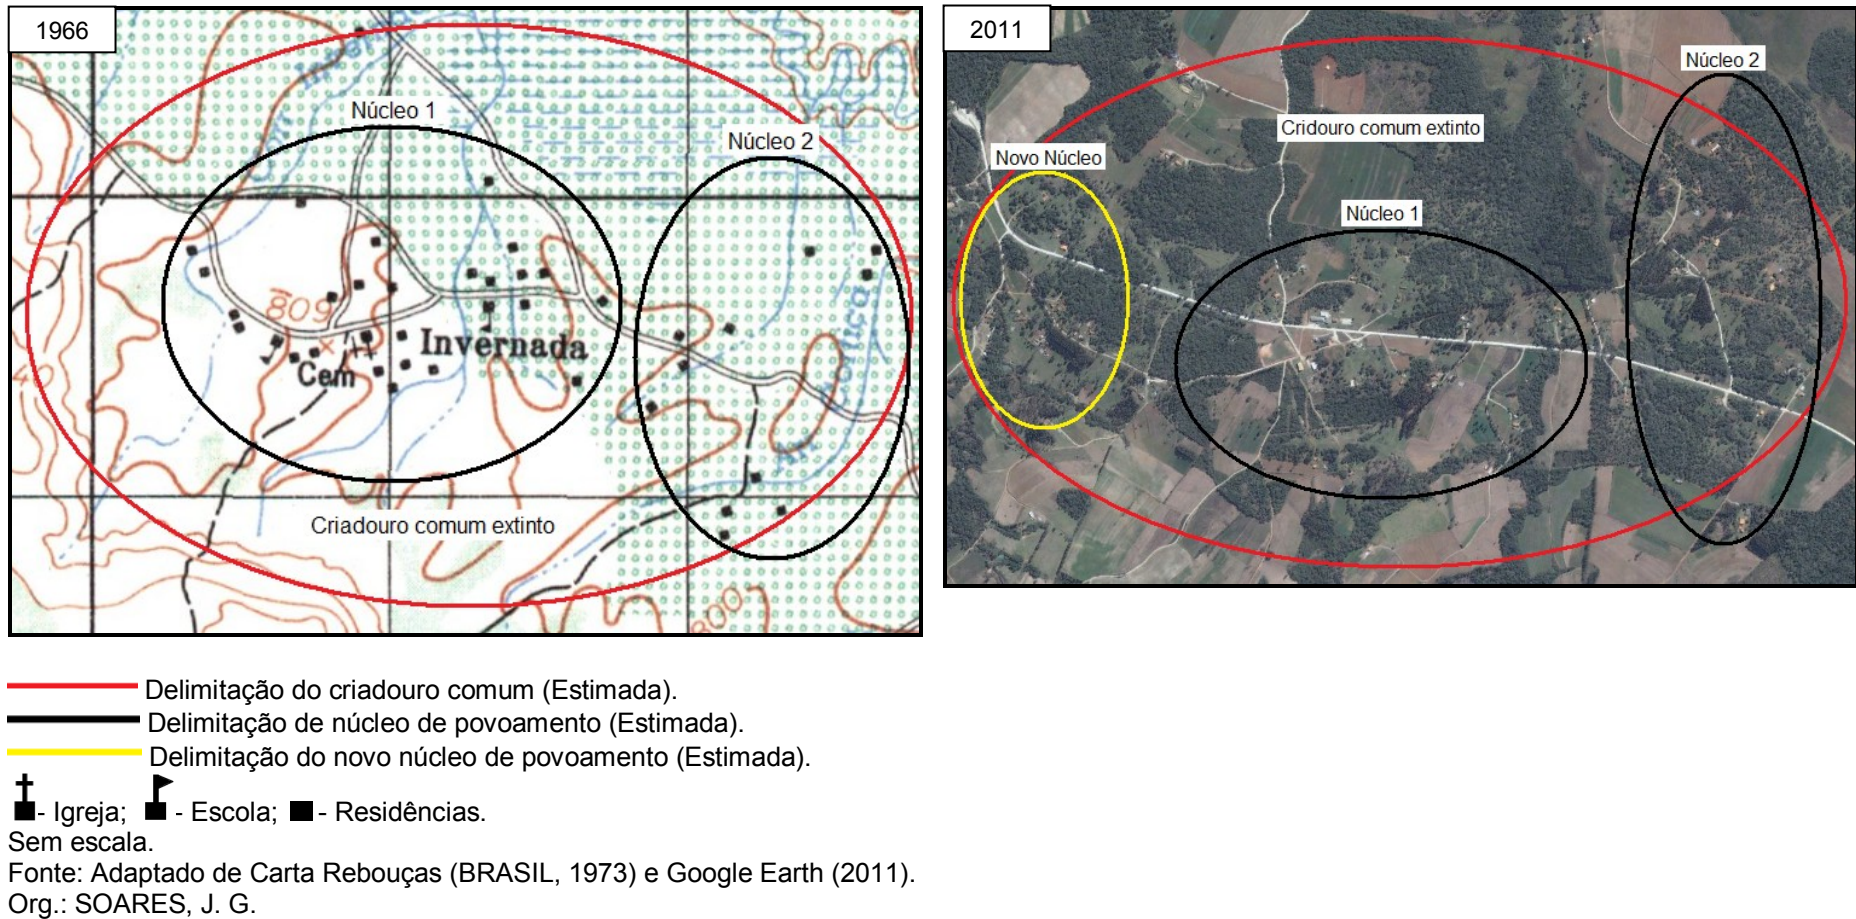 1966
Núcleo 1
Núcleo 2
809
Invernada
Cem
40
Criadouro comum extinto
800
2011
Núcleo 2
Cridouro comum extinto
Novo Núcleo
Núcleo 1
Delimitação do criadouro comum (Estimada).
Delimitação de núcleo de povoamento (Estimada).
Delimitação do novo núcleo de povoamento (Estimada).
- Igreja; - Escola; - Residências.
Sem escala.
Fonte: Adaptado de Carta Rebouças (BRASIL, 1973) e Google Earth (2011).
Org.: SOARES, J. G.